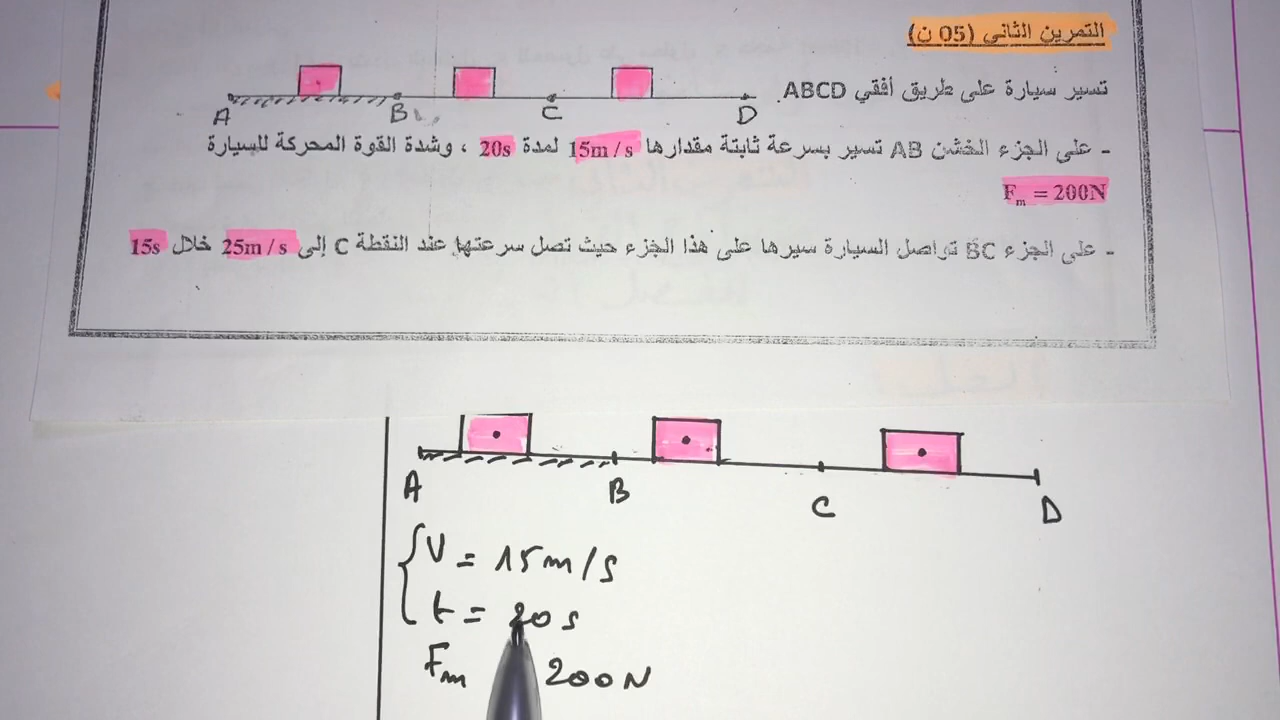 التمرين الثاني (05 ن)
تسير سيارة على طريق أفقي ABCD.
A B C D
- على الجزء الخشن AB تسير بسرعة ثابتة مقدارها 15m / s لمدة 20s ، وشدة القوة المحركة للسيارة
Fm = 200N
- على الجزء BC تواصل السيارة سيرها على هذا الجزء حيث تصل سرعتها عند النقطة C إلى 25m / s خلال 15s
A B C D
V = 15m/s
t = 20s
Fm 200N